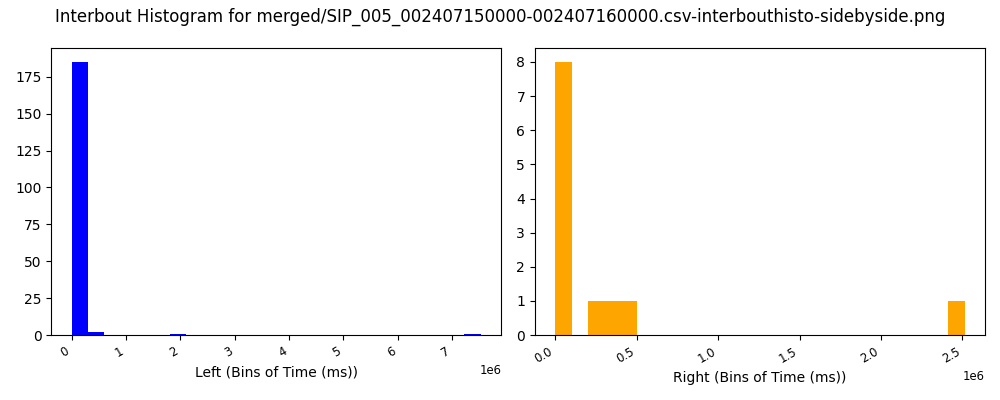 Interbout Histogram for merged/SIP_005_002407150000-002407160000.csv-interbouthisto-sidebyside.png
175
150
125
100
75
50
25
0
0 1 2 3 4 5 6 7
1e6
Left (Bins of Time (ms))
8
7
6
5
4
3
2
1
0
0.0 0.5 1.0 1.5 2.0 2.5
1e6
Right (Bins of Time (ms))